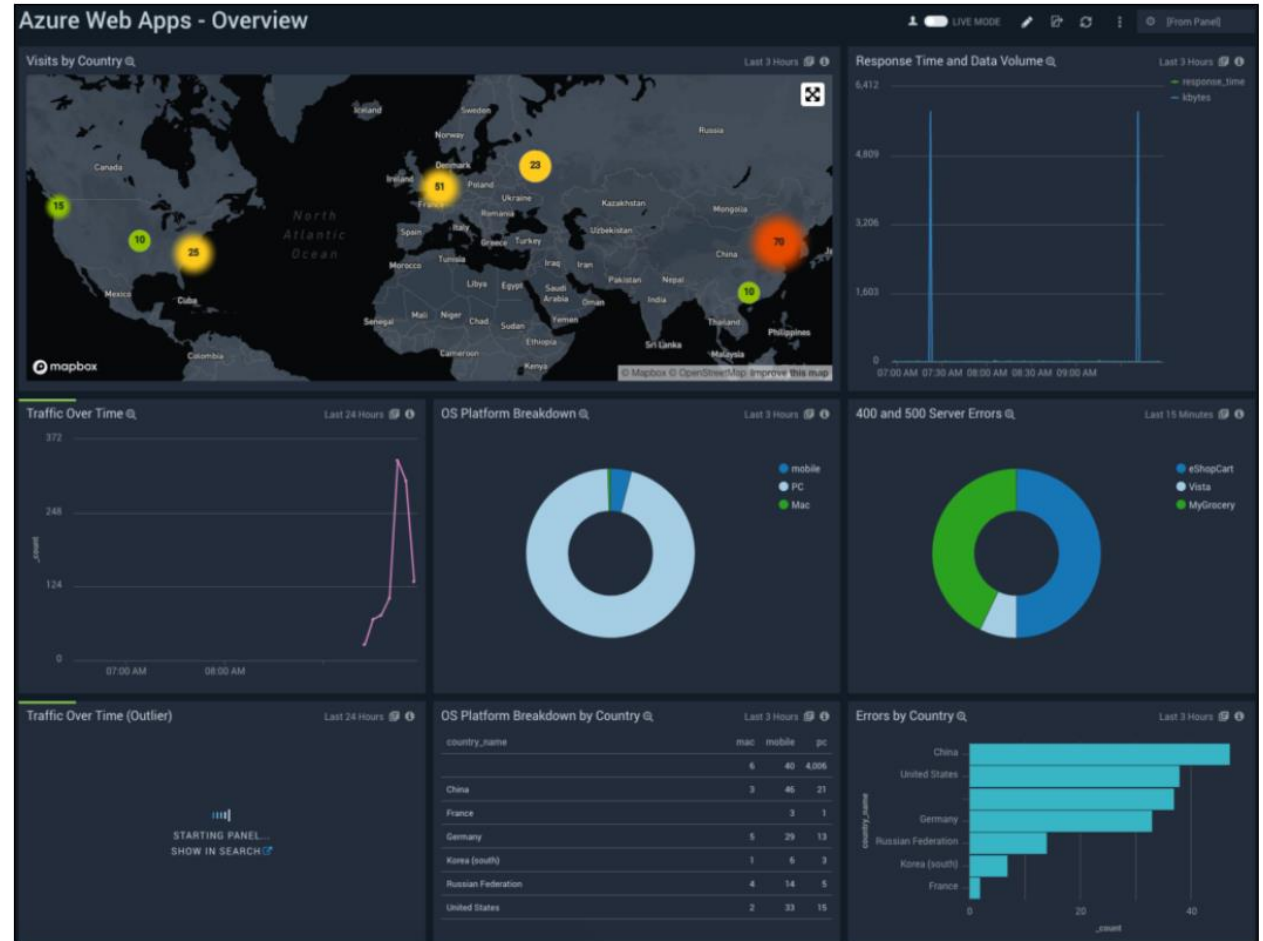 Azure Web Apps - Overview
LIVE MODE
[From Panel]
Visits by Country
Last 3 Hours
Iceland
Sweden
Norway
Russia
Canada
Denmark
23
Ireland
51
Poland
15
France
Ukraine
Kazakhstan
Mongolia
Romania
North
Atlantic
Ocean
10
25
Spain
Italy
Greece
Turkey
Uzbekistan
70
China
Morocco
Tunisia
Iraq
Iran
Libya
Egypt
Saudi
Arabia
Pakistan
Nepal
10
Mexico
Cuba
Oman
India
Senegal
Mali
Niger
Chad
Sudan
Yemen
Thailand
Philippines
Colombia
Cameroon
Ethiopia
Kenya
Sri Lanka
Malaysia
mapbox
© Mapbox © OpenStreetMap Improve this map
Response Time and Data Volume
Last 3 Hours
response_time
kbytes
6,412
4,809
3,206
1,603
0
07:00 AM 07:30 AM 08:00 AM 08:30 AM 09:00 AM
Traffic Over Time
Last 24 Hours
372
248
124
0
_count
07:00 AM 08:00 AM
OS Platform Breakdown
Last 3 Hours
mobile
PC
Mac
400 and 500 Server Errors
Last 15 Minutes
eShopCart
Vista
MyGrocery
Traffic Over Time (Outlier)
Last 24 Hours
STARTING PANEL...
SHOW IN SEARCH
OS Platform Breakdown by Country
Last 3 Hours
country_name mac mobile pc
6 40 4,006
China 3 46 21
France 3 1
Germany 5 29 13
Korea (south) 1 6 3
Russian Federation 4 14 5
United States 2 33 15
Errors by Country
Last 3 Hours
country_name
China ...
United States ...
Germany ...
Russian Federation ...
Korea (south) ...
France ...
0 20 40
_count